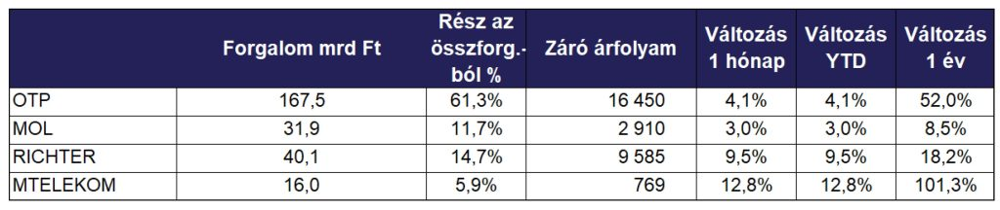 Forgalom mrd Ft Rész az összforg.-ból % Záró árfolyam Változás 1 hónap Változás YTD Változás 1 év
OTP 167,5 61,3% 16 450 4,1% 4,1% 52,0%
MOL 31,9 11,7% 2 910 3,0% 3,0% 8,5%
RICHTER 40,1 14,7% 9 585 9,5% 9,5% 18,2%
MTELEKOM 16,0 5,9% 769 12,8% 12,8% 101,3%